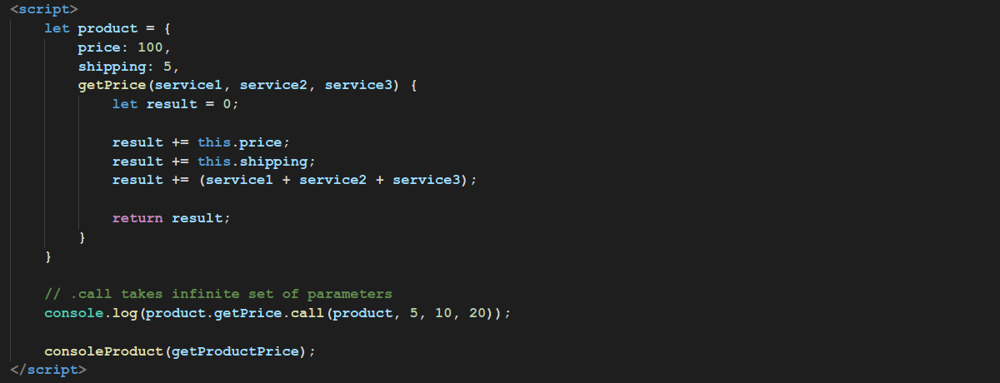 <script>
let product = {
price: 100,
shipping: 5,
getPrice(service1, service2, service3) {
let result = 0;
result += this.price;
result += this.shipping;
result += (service1 + service2 + service3);
return result;
}
}
// .call takes infinite set of parameters
console.log(product.getPrice.call(product, 5, 10, 20));
consoleProduct(getProductPrice);
</script>